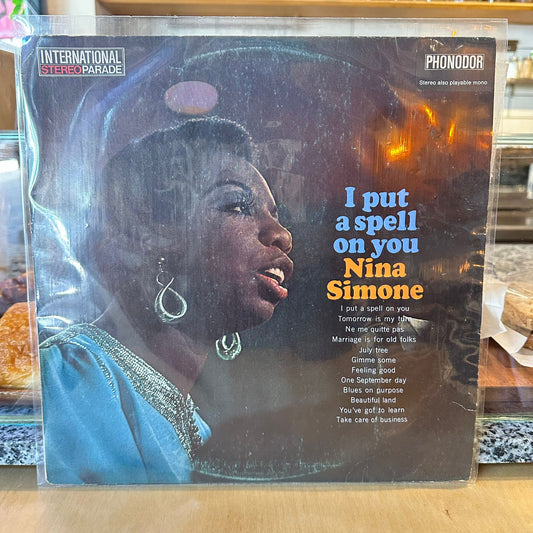 INTERNATIONAL
STEREOPARADE
PHONODOR
Stereo also playable mono
I put
a spell
on you
Nina
Simone
I put a spell on you
Tomorrow is my turn
Ne me quitte pas
Marriage is for old folks
July tree
Gimme some
Feeling good
One September day
Blues on purpose
Beautiful land
You've got to learn
Take care of business